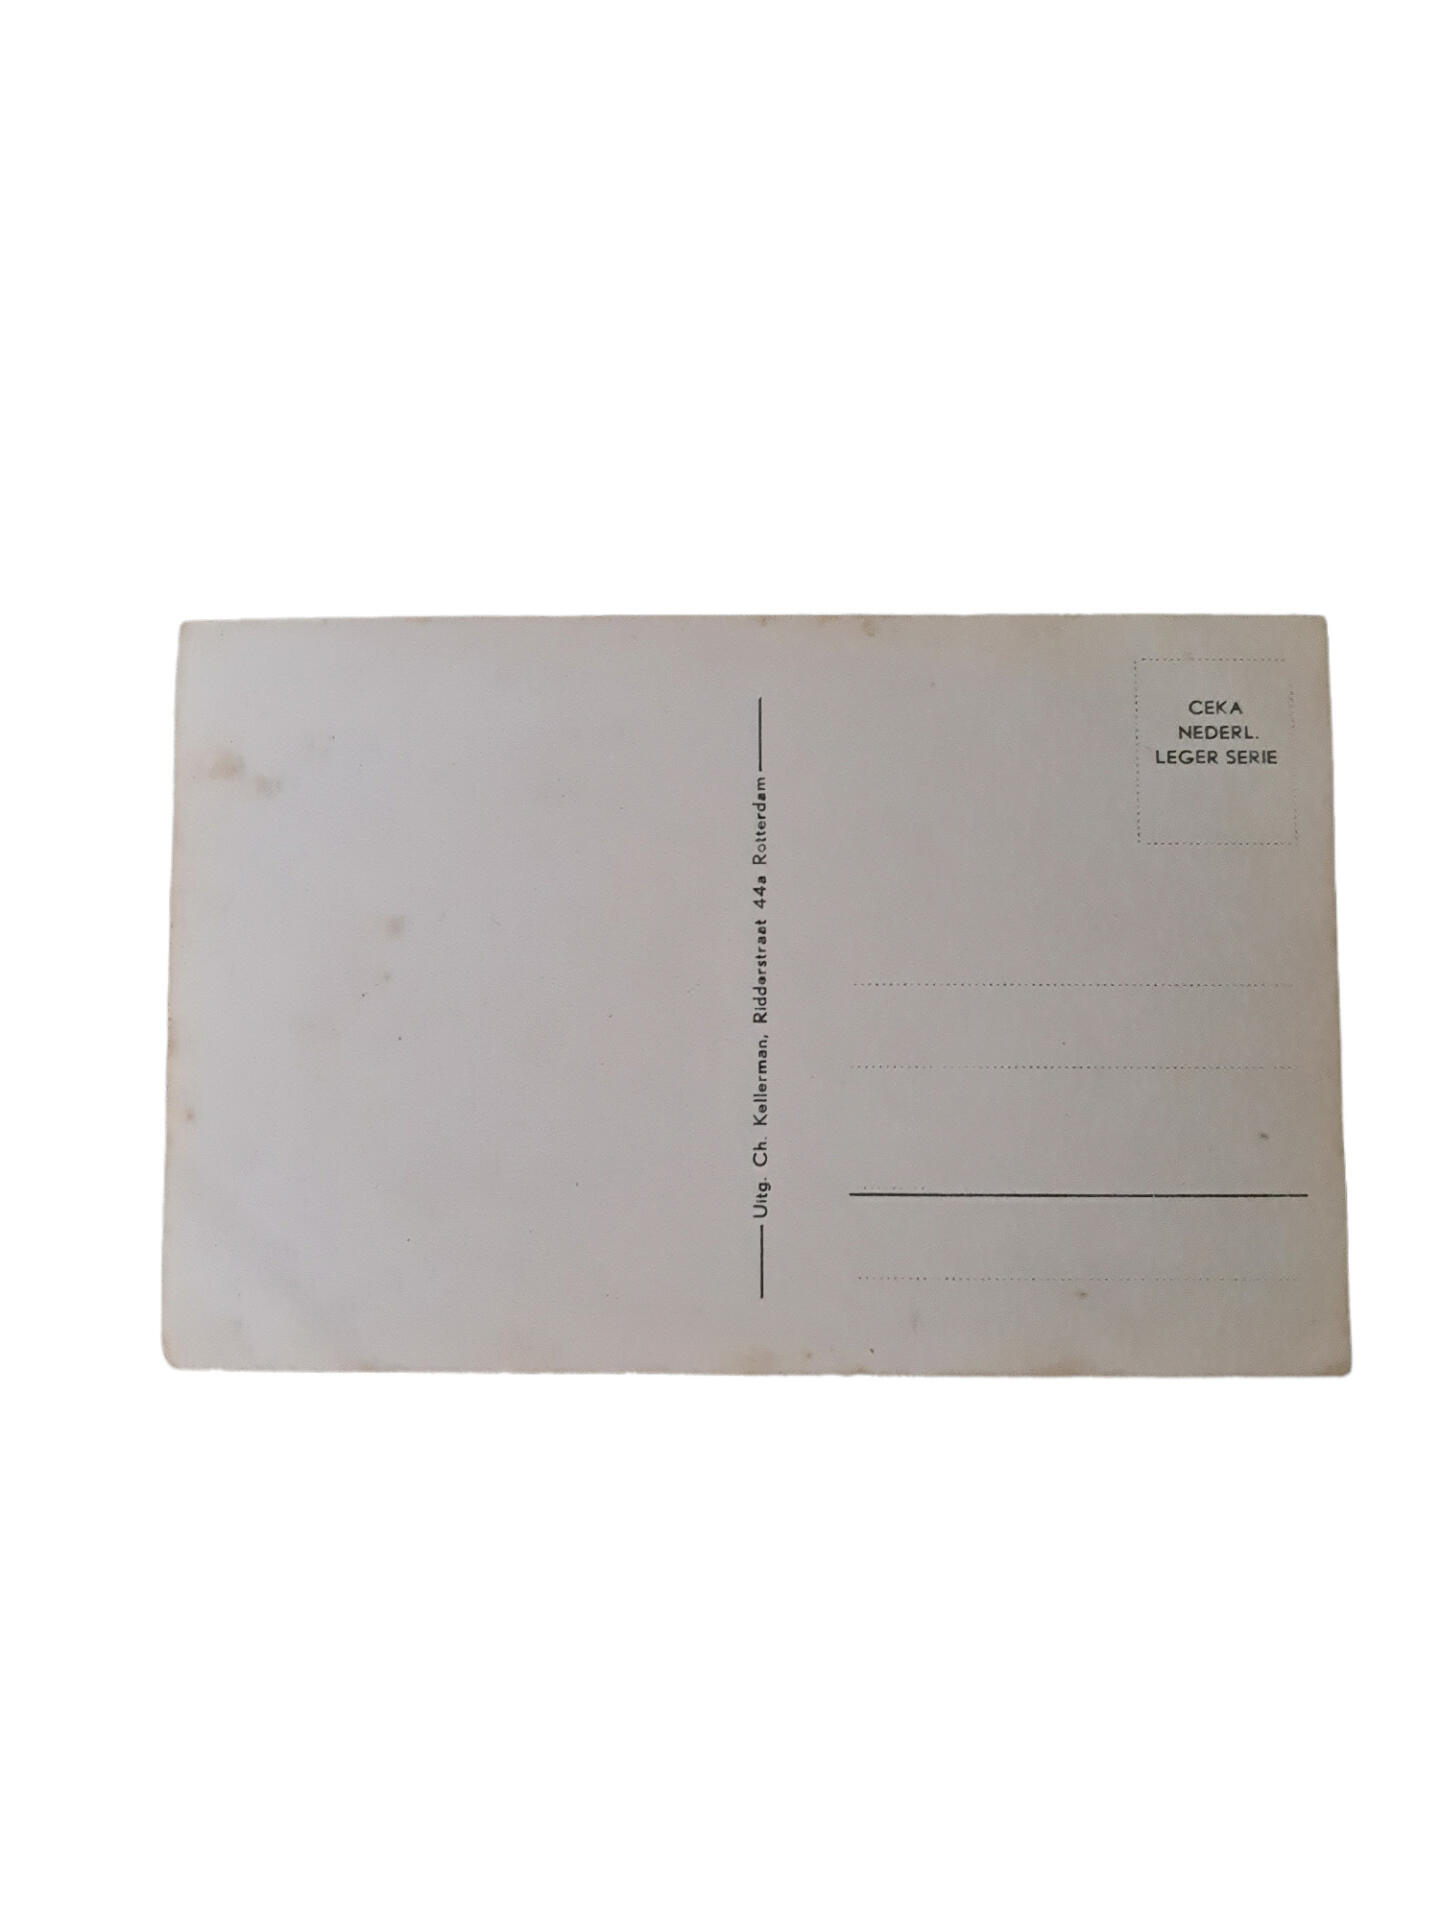 CEKA
NEDERL.
LEGER SERIE
Uitg. Ch. Kellerman, Ridderstraat 44a Rotterdam